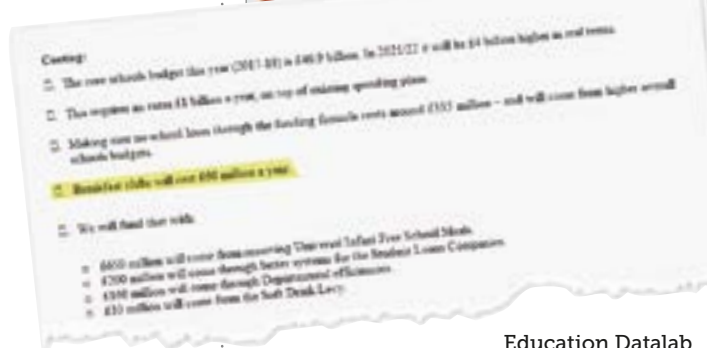 Costing:
The core schools budget this year (2017-18) is £40.9 billion. In 2021/22 it will be £4 billion higher in real terms.
This requires an extra £1 billion a year, on top of existing spending plans.
Making sure no school loses through the funding formula costs around million – and will come from higher overall
schools budgets.
Breakfast clubs will cost £60 million a year.
We will fund this with:
£650 million will come from removing Universal Infant Free School Meals.
£200 million will come through better systems for the Student Loans Company.
million will come through Departmental efficiencies.
million will come from the Soft Drink Levy.
Education Datalab